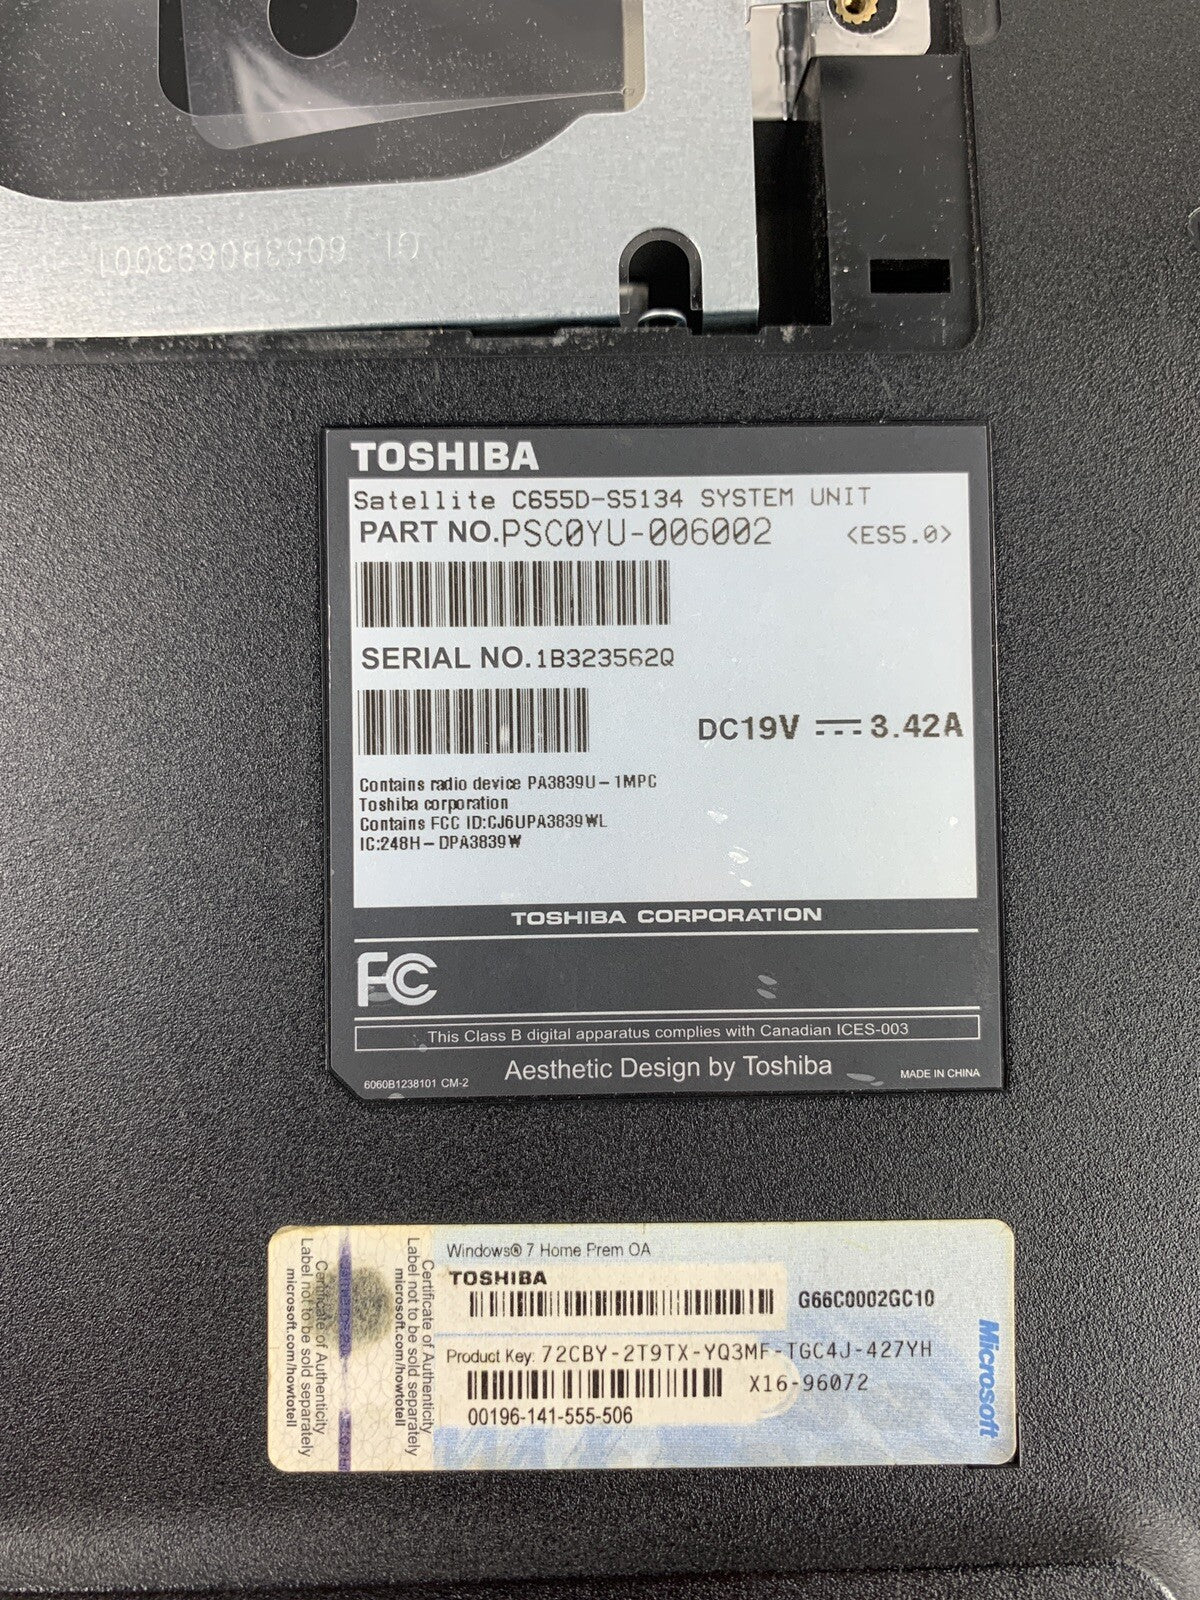 QI 6053B0693001
TOSHIBA
Satellite C655D-S5134 SYSTEM UNIT
PART NO.PSC0YU-006002 <ES5.0>
SERIAL NO.1B323562Q
DC19V 3.42A
Contains radio device PA3839U-1MPC
Toshiba corporation
Contains FCC ID:CJ6UPA3839WL
IC:248H-DPA3839W
TOSHIBA CORPORATION
FC
This Class B digital apparatus complies with Canadian ICES-003
Aesthetic Design by Toshiba
6060B1238101 CM-2
MADE IN CHINA
Certificate of Authenticity
Label not to be sold separately
microsoft.com/howtotell
Certificate of Authenticity
Label not to be sold separately
microsoft.com/howtotell
Windows® 7 Home Prem OA
TOSHIBA
G66C0002GC10
Product Key: 72CBY-2T9TX-YQ3MF-TGC4J-427YH
X16-96072
00196-141-555-506
Microsoft